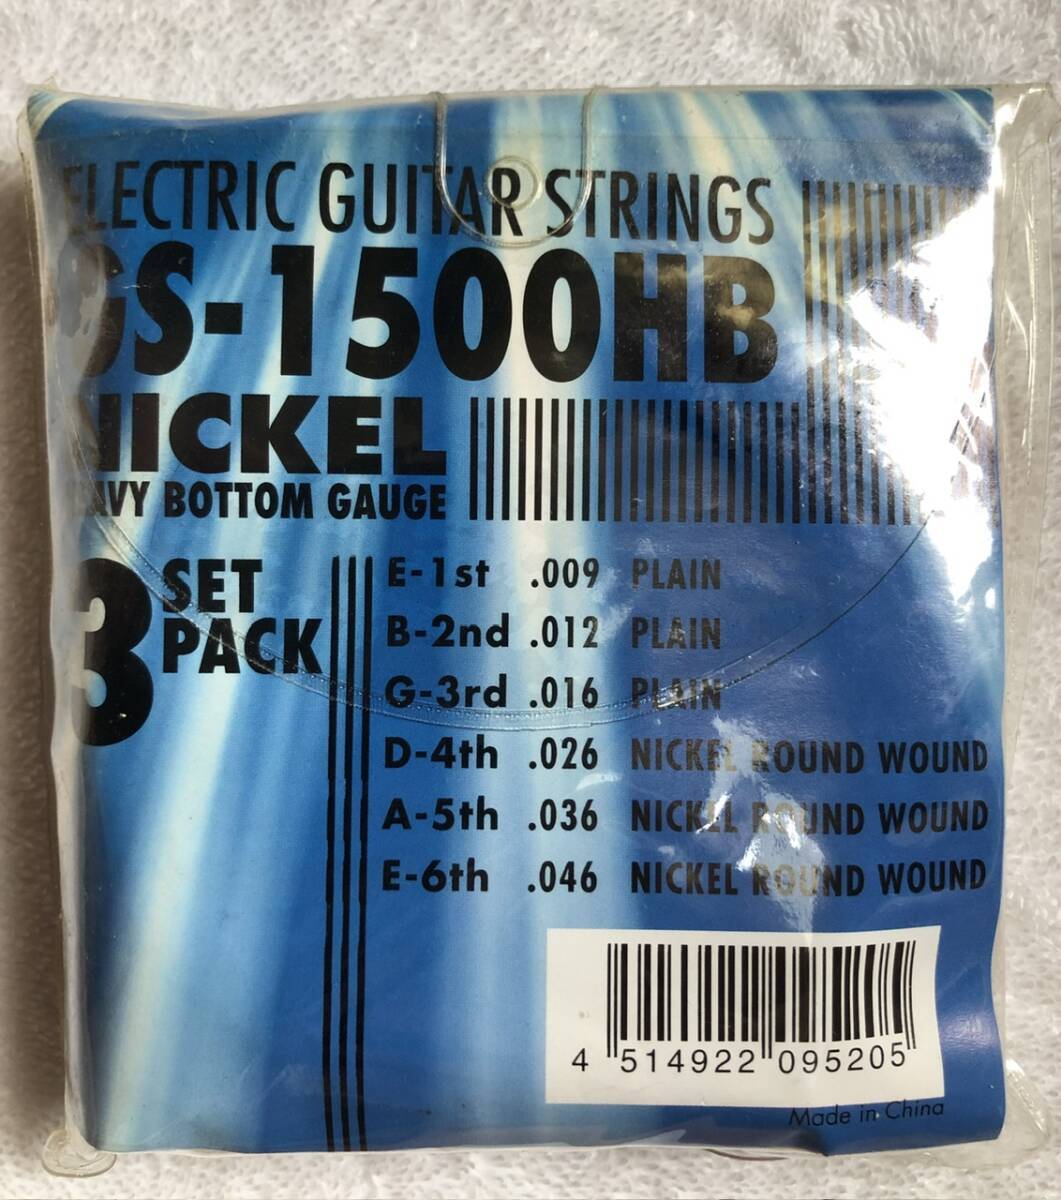 ELECTRIC GUITAR STRINGS
GS-1500HB
NICKEL
HEAVY BOTTOM GAUGE
3 SET PACK
E-1st .009 PLAIN
B-2nd .012 PLAIN
G-3rd .016 PLAIN
D-4th .026 NICKEL ROUND WOUND
A-5th .036 NICKEL ROUND WOUND
E-6th .046 NICKEL ROUND WOUND
4 514922 095205
Made in China